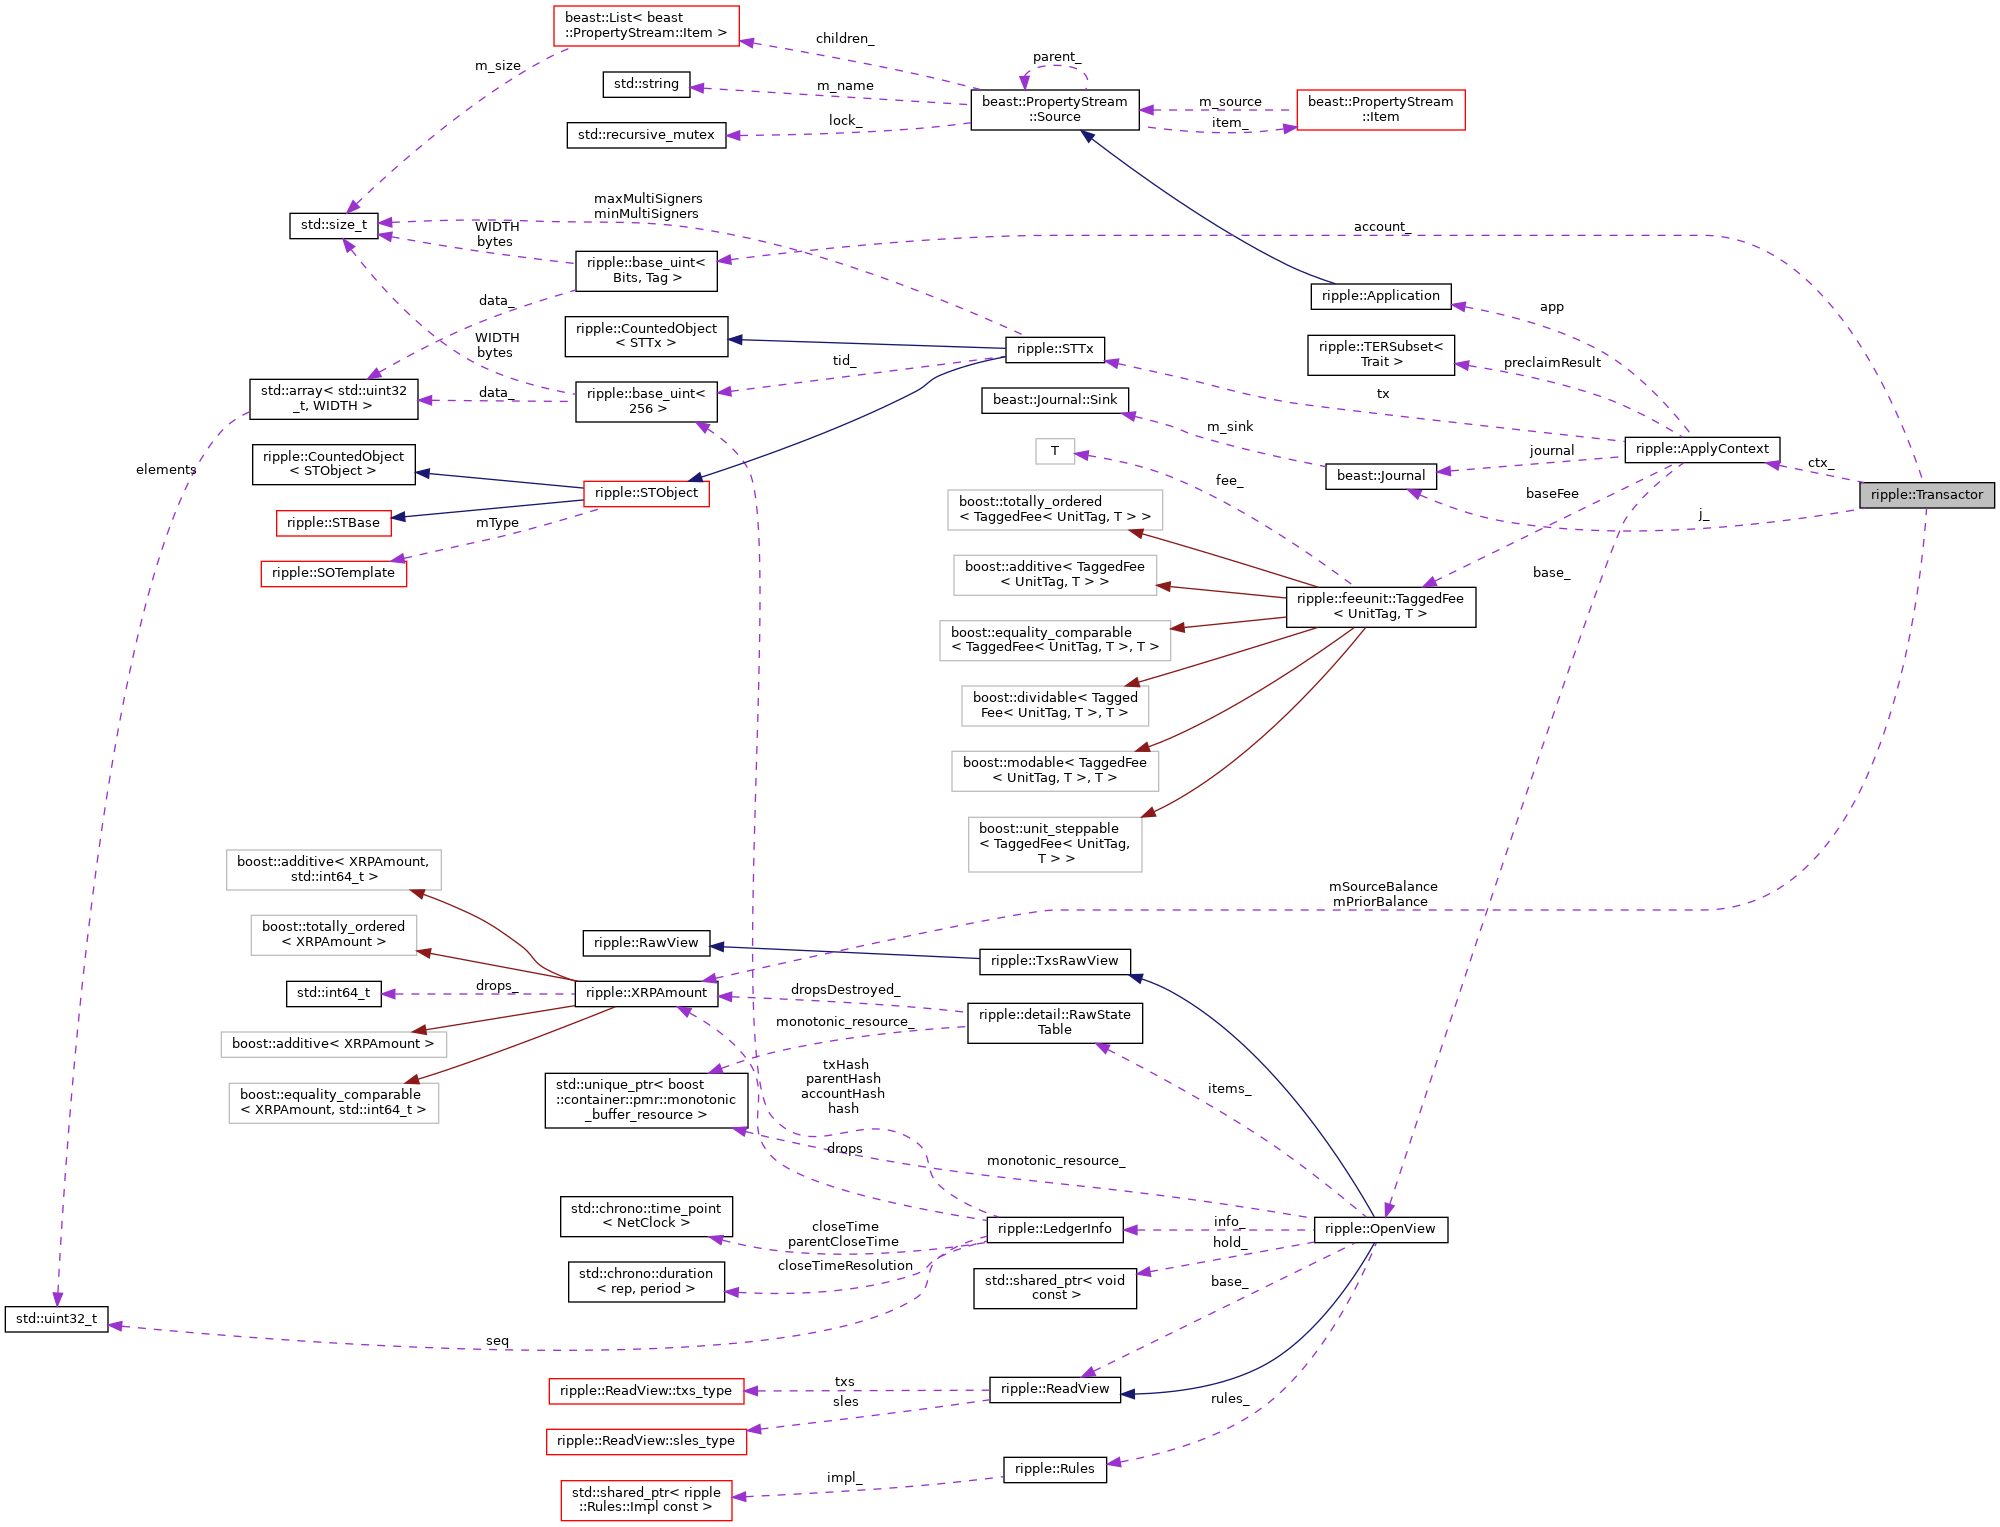 beast::List< beast
::PropertyStream::Item >
children_
parent_
m_size
std::string
m_name
beast::PropertyStream
::Source
m_source
item_
beast::PropertyStream
::Item
std::recursive_mutex
lock_
maxMultiSigners
minMultiSigners
std::size_t
WIDTH
bytes
account_
ripple::base_uint<
Bits, Tag >
ripple::Application
app
data_
ripple::CountedObject
< STTx >
WIDTH
bytes
ripple::STTx
ripple::TERSubset<
Trait >
preclaimResult
tid_
std::array< std::uint32
_t, WIDTH >
data_
ripple::base_uint<
256 >
beast::Journal::Sink
tx
m_sink
T
ripple::ApplyContext
ctx_
journal
elements
ripple::CountedObject
< STObject >
beast::Journal
fee_
baseFee
ripple::STObject
ripple::Transactor
boost::totally_ordered
< TaggedFee< UnitTag, T > >
j_
ripple::STBase
mType
ripple::SOTemplate
boost::additive< TaggedFee
< UnitTag, T > >
base_
ripple::feeunit::TaggedFee
< UnitTag, T >
boost::equality_comparable
< TaggedFee< UnitTag, T >, T >
boost::dividable< Tagged
Fee< UnitTag, T >, T >
boost::modable< TaggedFee
< UnitTag, T >, T >
boost::unit_steppable
< TaggedFee< UnitTag,
T > >
boost::additive< XRPAmount,
std::int64_t >
mSourceBalance
mPriorBalance
boost::totally_ordered
< XRPAmount >
ripple::RawView
ripple::TxsRawView
std::int64_t
drops_
ripple::XRPAmount
dropsDestroyed_
monotonic_resource_
ripple::detail::RawState
Table
boost::additive< XRPAmount >
boost::equality_comparable
< XRPAmount, std::int64_t >
std::unique_ptr< boost
::container::pmr::monotonic
_buffer_resource >
txHash
parentHash
accountHash
hash
items_
drops
monotonic_resource_
std::chrono::time_point
< NetClock >
closeTime
parentCloseTime
ripple::LedgerInfo
info_
hold_
ripple::OpenView
closeTimeResolution
std::chrono::duration
< rep, period >
std::shared_ptr< void
const >
base_
std::uint32_t
seq
ripple::ReadView::txs_type
txs
sles
ripple::ReadView
rules_
ripple::ReadView::sles_type
ripple::Rules
impl_
std::shared_ptr< ripple
::Rules::Impl const >